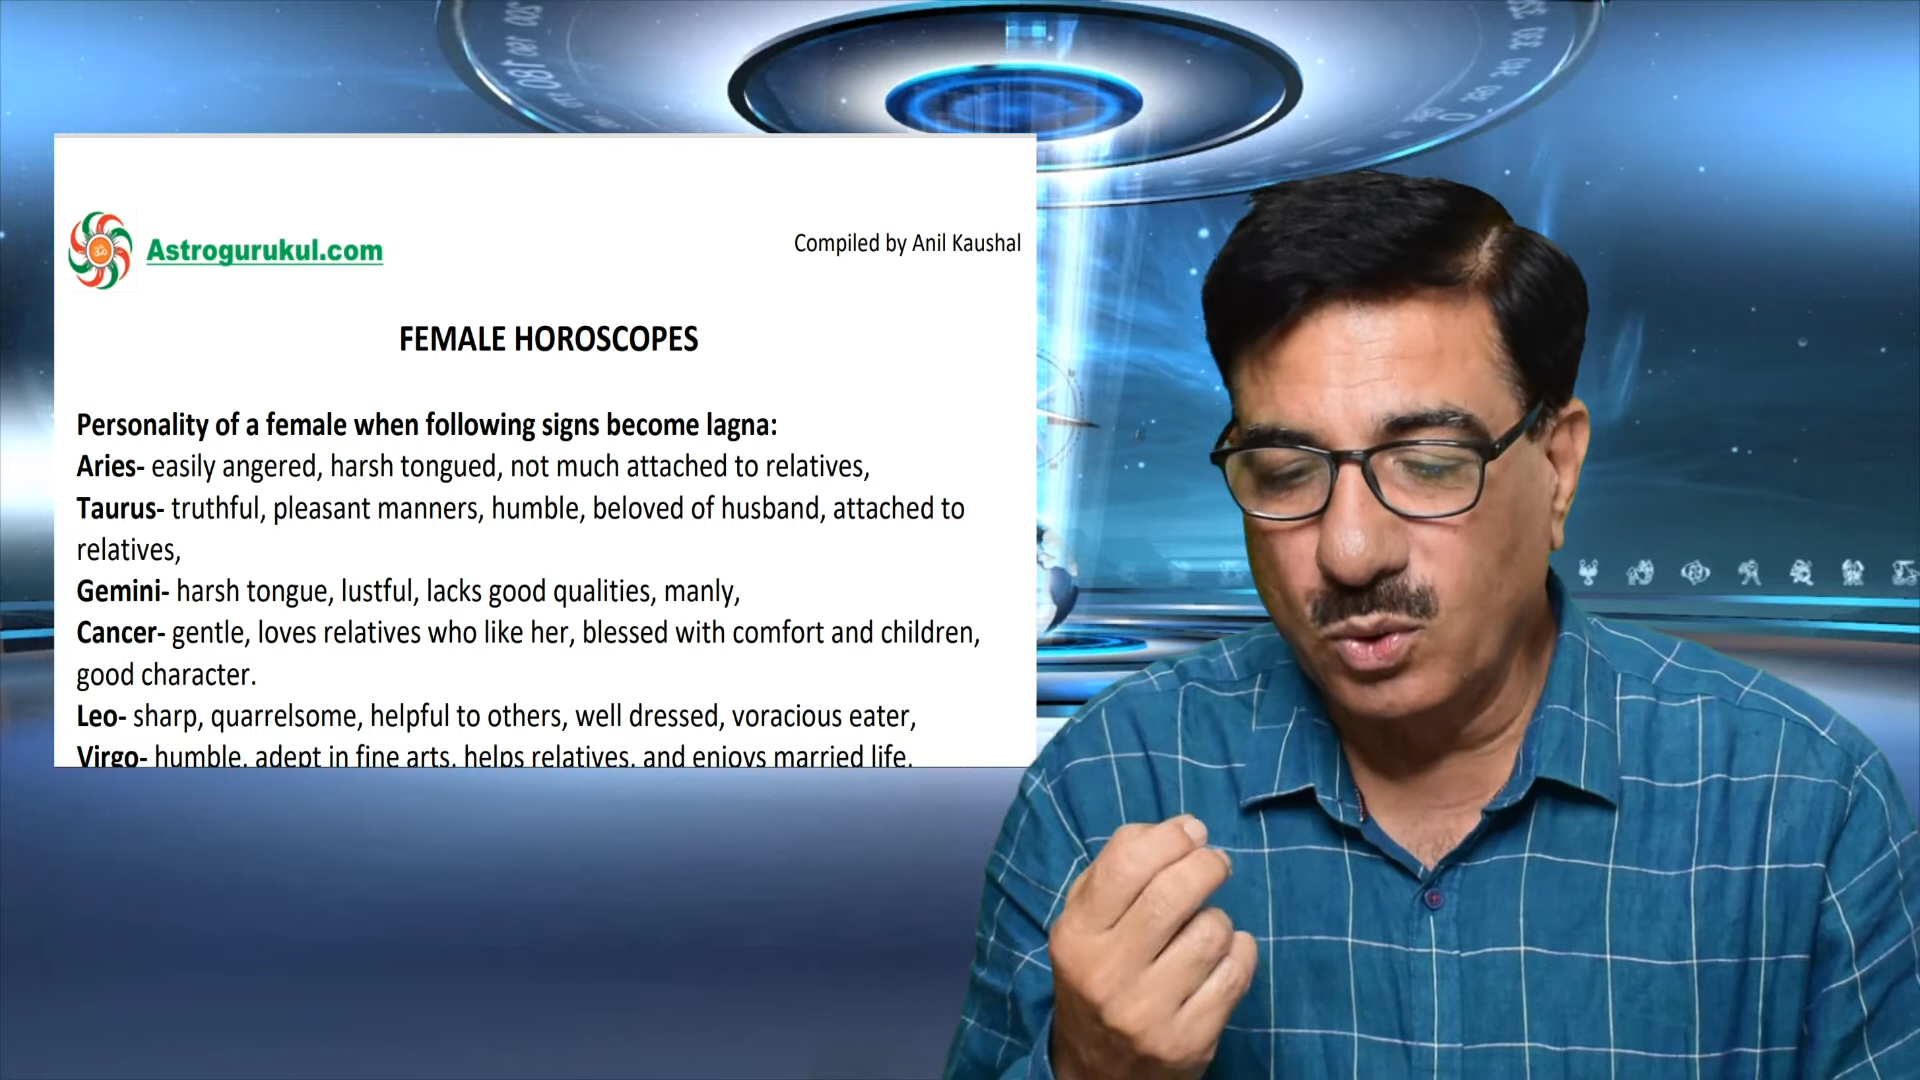 Astrogurukul.com
Compiled by Anil Kaushal
FEMALE HOROSCOPES
Personality of a female when following signs become lagna:
Aries- easily angered, harsh tongued, not much attached to relatives,
Taurus- truthful, pleasant manners, humble, beloved of husband, attached to
relatives,
Gemini- harsh tongue, lustful, lacks good qualities, manly,
Cancer- gentle, loves relatives who like her, blessed with comfort and children,
good character.
Leo- sharp, quarrelsome, helpful to others, well dressed, voracious eater,
Virgo- humble, adept in fine arts, helps relatives, and enjoys married life.